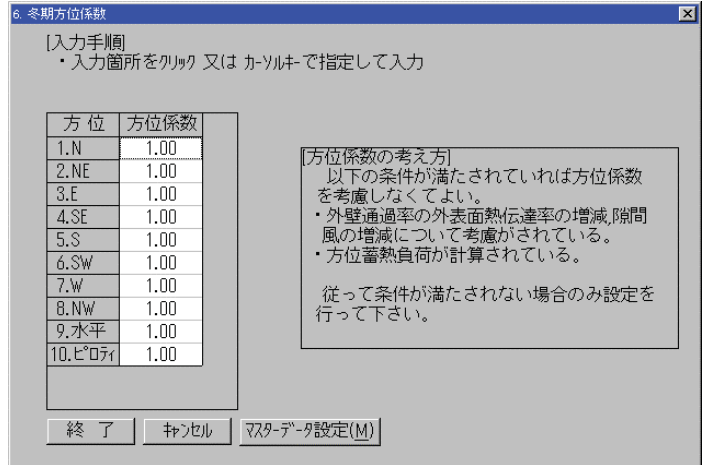 6. 冬期方位係数
[入力手順]
・入力箇所をｸﾘｯｸ 又は ｶｰｿﾙｷｰで指定して入力
方 位 方位係数
1.N 1.00
2.NE 1.00
3.E 1.00
4.SE 1.00
5.S 1.00
6.SW 1.00
7.W 1.00
8.NW 1.00
9.水平 1.00
10.ﾋﾟﾛﾃｨ 1.00
[方位係数の考え方]
以下の条件が満たされていれば方位係数
を考慮しなくてよい。
・外壁通過率の外表面熱伝達率の増減,隙間
風の増減について考慮がされている。
・方位蓄熱負荷が計算されている。
従って条件が満たされない場合のみ設定を
行って下さい。
終 了 ｷｬﾝｾﾙ ﾏｽﾀｰﾃﾞｰﾀ設定(M)